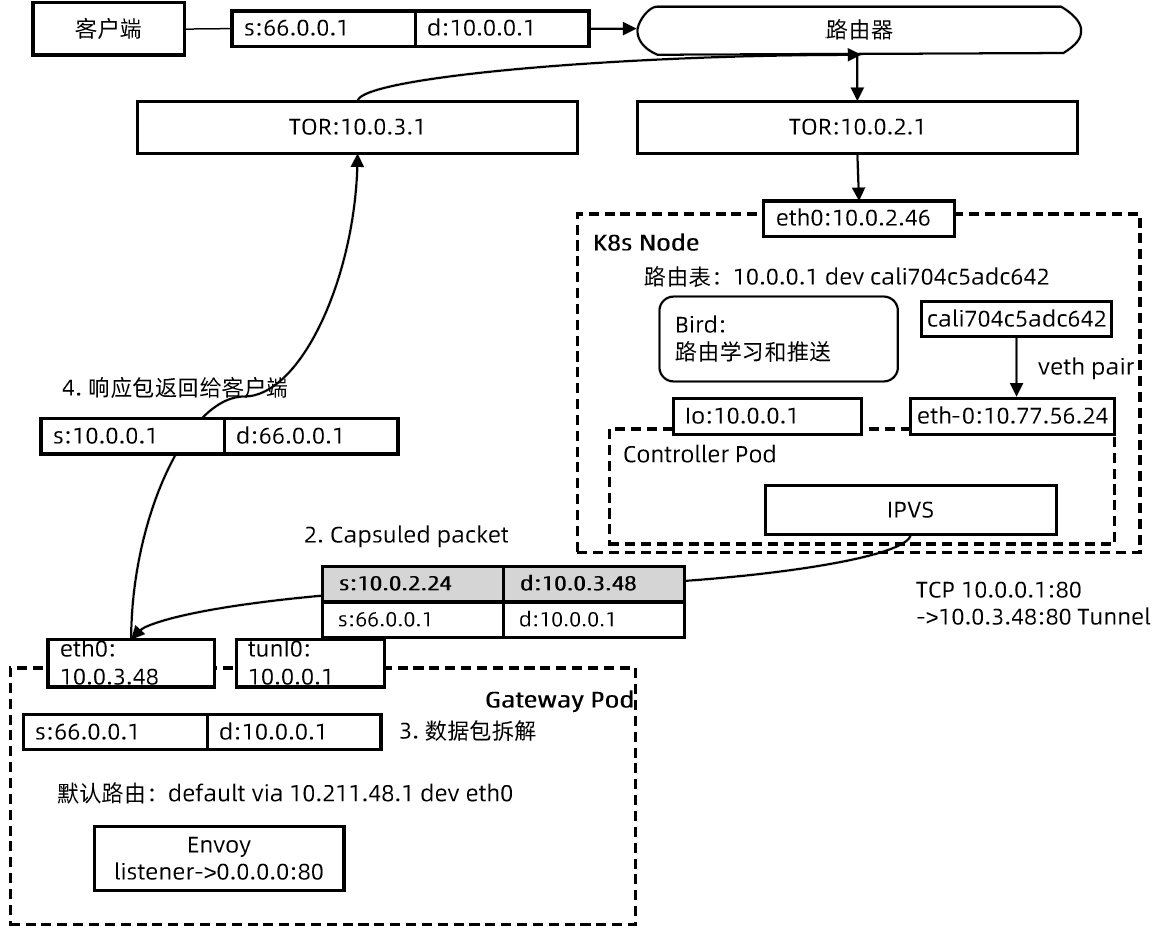 客户端
s:66.0.0.1
d:10.0.0.1
路由器
TOR:10.0.3.1
TOR:10.0.2.1
eth0:10.0.2.46
K8s Node
路由表：10.0.0.1 dev cali704c5adc642
Bird：
路由学习和推送
cali704c5adc642
veth pair
Io:10.0.0.1
eth-0:10.77.56.24
Controller Pod
IPVS
4. 响应包返回给客户端
s:10.0.0.1
d:66.0.0.1
2. Capsuled packet
s:10.0.2.24
d:10.0.3.48
s:66.0.0.1
d:10.0.0.1
TCP 10.0.0.1:80
->10.0.3.48:80 Tunnel
eth0:
10.0.3.48
tunl0:
10.0.0.1
Gateway Pod
s:66.0.0.1
d:10.0.0.1
3. 数据包拆解
默认路由：default via 10.211.48.1 dev eth0
Envoy
listener->0.0.0.0:80